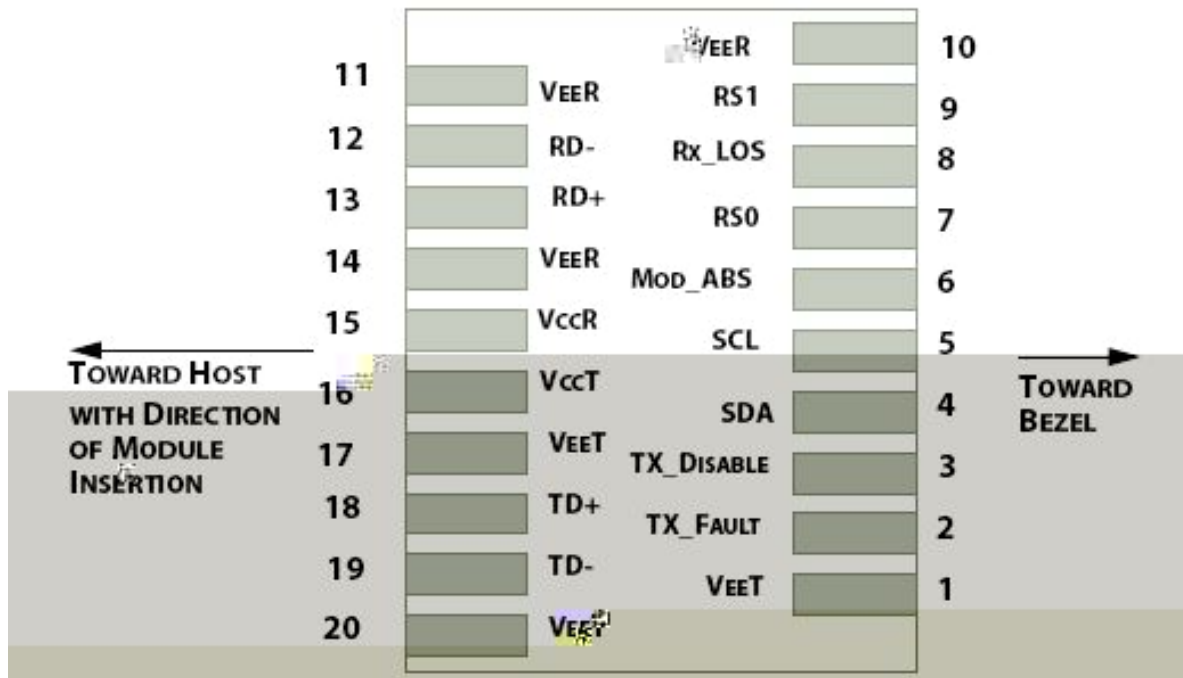 11 VEER
12 RD-
13 RD+
14 VEER
15 VCCR
16 VCCT
17 VEET
18 TD+
19 TD-
20
VEER 10
RS1 9
RX_LOS 8
RS0 7
MOD_ABS 6
SCL 5
SDA 4
TX_DISABLE 3
TX_FAULT 2
VEET 1
TOWARD HOST
WITH DIRECTION
OF MODULE
INSERTION
TOWARD
BEZEL